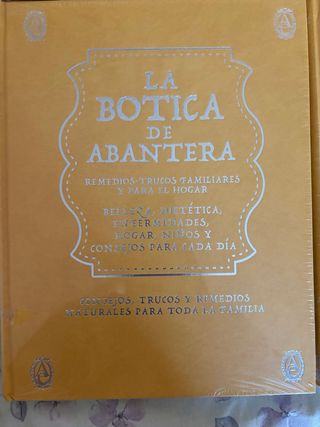 LA
BOTICA
DE
ABANTERA
REMEDIOS-TRUCOS FAMILIARES
Y PARA EL HOGAR
BELLEZA, DIETÉTICA,
ENFERMEDADES,
HOGAR, NIÑOS Y
CONSEJOS PARA CADA DÍA
CONSEJOS, TRUCOS Y REMEDIOS
NATURALES PARA TODA LA FAMILIA